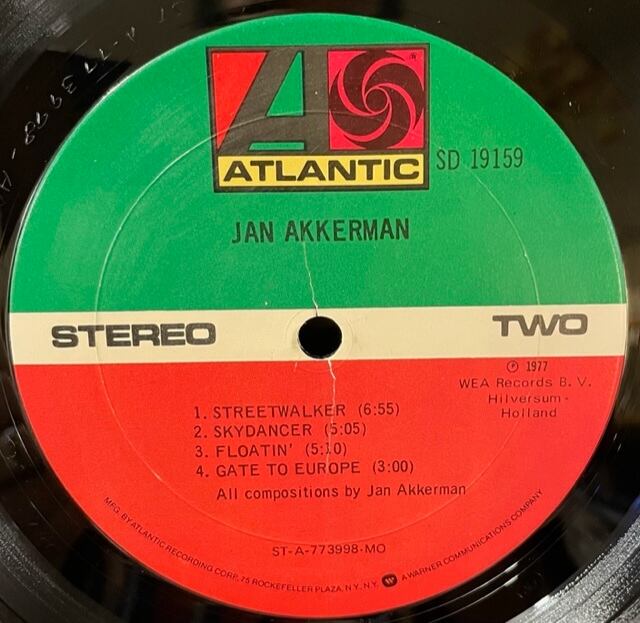 ATLANTIC
®
SD 19159
JAN AKKERMAN
STEREO
TWO
℗ 1977
WEA Records B. V.
Hilversum-
Holland
1. STREETWALKER (6:55)
2. SKYDANCER (5:05)
3. FLOATIN' (5:10)
4. GATE TO EUROPE (3:00)
All compositions by Jan Akkerman
ST-A-773998-MO
MFG. BY ATLANTIC RECORDING CORP., 75 ROCKEFELLER PLAZA, N.Y., N.Y. A WARNER COMMUNICATIONS COMPANY